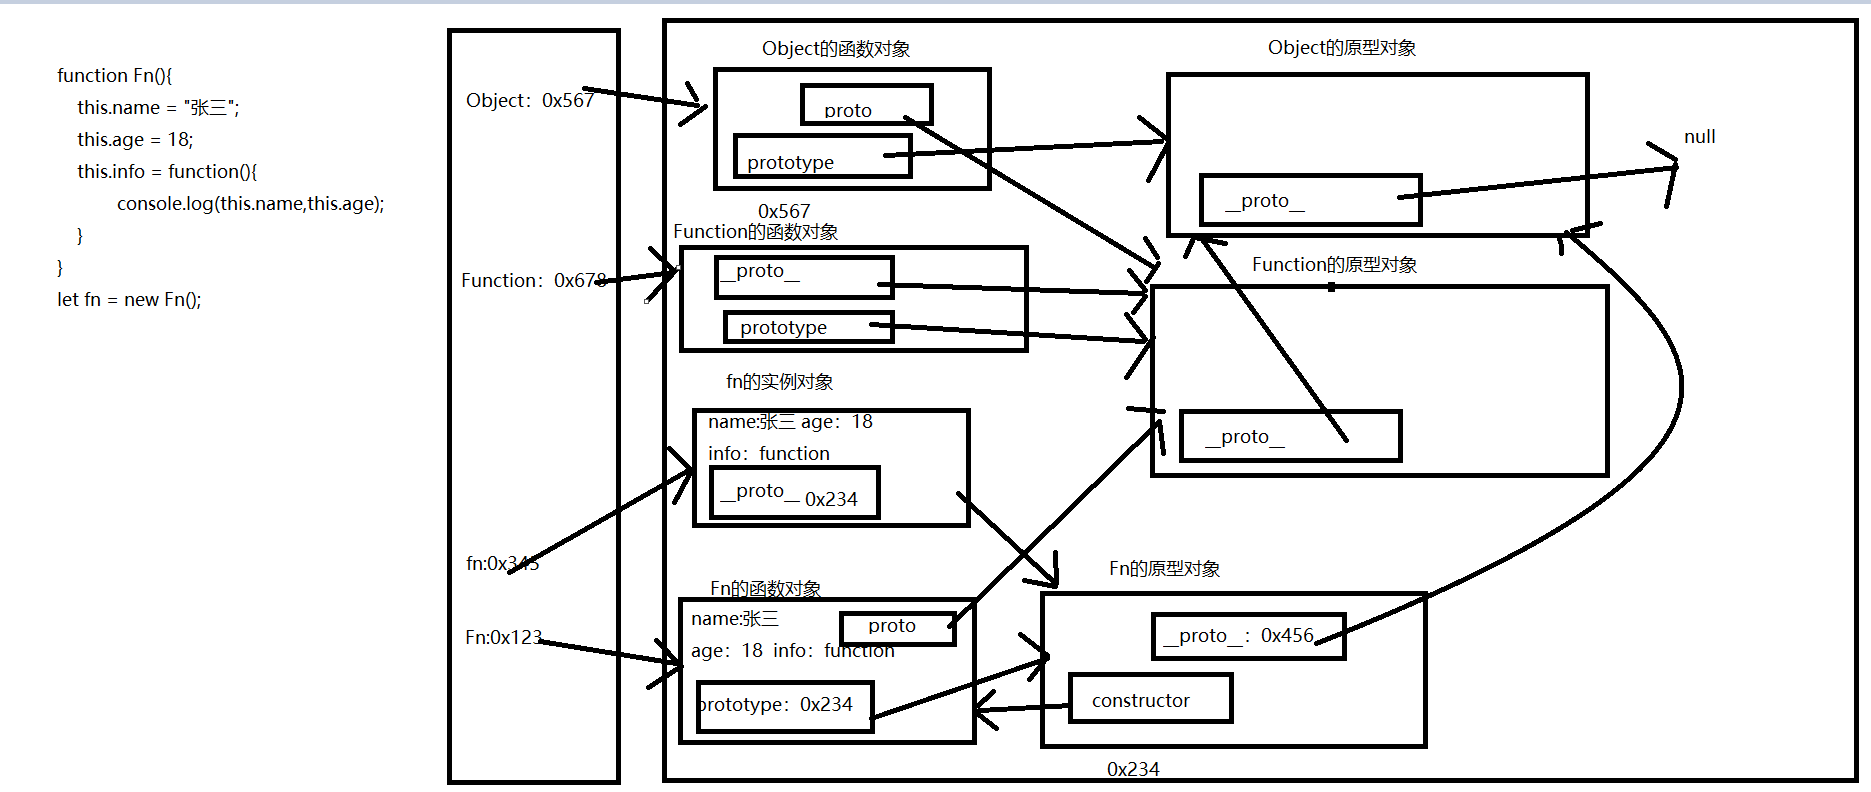 function Fn(){
this.name = "张三";
this.age = 18;
this.info = function(){
console.log(this.name,this.age);
}
}
let fn = new Fn();
Object：0x567
Function：0x678
fn:0x345
Fn:0x123
Object的函数对象
proto
prototype
0x567
Object的原型对象
__proto__
null
Function的函数对象
__proto__
prototype
Function的原型对象
__proto__
fn的实例对象
name:张三 age：18
info：function
__proto__ 0x234
Fn的函数对象
name:张三
proto
age：18 info：function
prototype：0x234
Fn的原型对象
__proto__：0x456
constructor
0x234